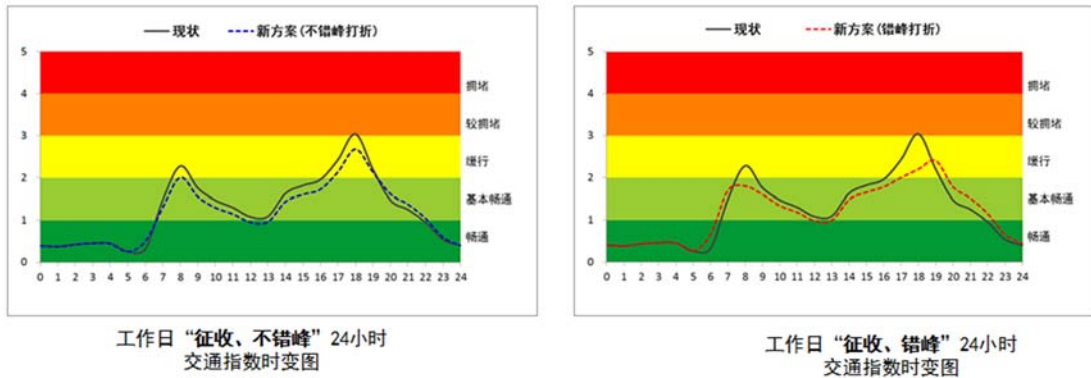 现状 新方案(不错峰打折)
5
4
3
2
1
0
拥堵
较拥堵
缓行
基本畅通
畅通
0 1 2 3 4 5 6 7 8 9 10 11 12 13 14 15 16 17 18 19 20 21 22 23 24
工作日“征收、不错峰”24小时
交通指数时变图
现状 新方案(错峰打折)
5
4
3
2
1
0
拥堵
较拥堵
缓行
基本畅通
畅通
0 1 2 3 4 5 6 7 8 9 10 11 12 13 14 15 16 17 18 19 20 21 22 23 24
工作日“征收、错峰”24小时
交通指数时变图